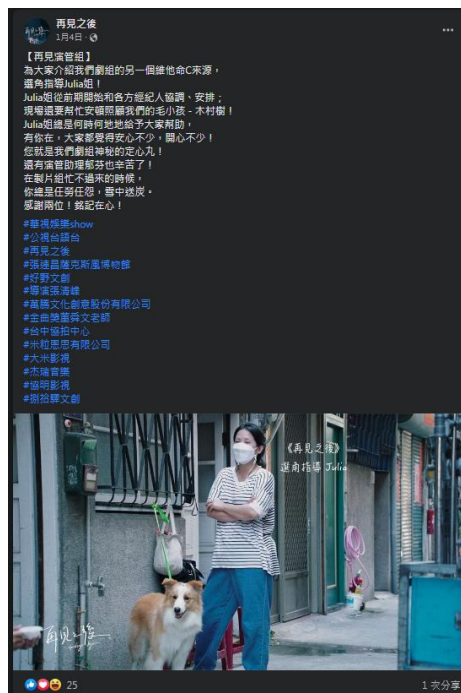 再見之後
1月4日
【再見演管組】
為大家介紹我們劇組的另一個維他命C來源，
選角指導Julia姐！
Julia姐從前期開始和各方經紀人協調、安排；
現場還要幫忙安頓照顧我們的毛小孩－木村樹！
Julia姐總是何時何地地給予大家幫助，
有你在，大家都覺得安心不少，開心不少！
您就是我們劇組神秘的定心丸！
還有演管助理郁芬也辛苦了！
在製片組忙不過來的時候，
你總是任勞任怨，雪中送炭。
感謝兩位！銘記在心！
#華視娛樂show
#公視台語台
#再見之後
#張連昌薩克斯風博物館
#好野文創
#導演張清峰
#萬騰文化創意股份有限公司
#金曲獎董舜文老師
#台中協拍中心
#米粒思思有限公司
#大米影視
#杰瑞音樂
#協明影視
#捌拾驛文創
《再見之後》
選角指導 Julia
再見之後
25
1 次分享